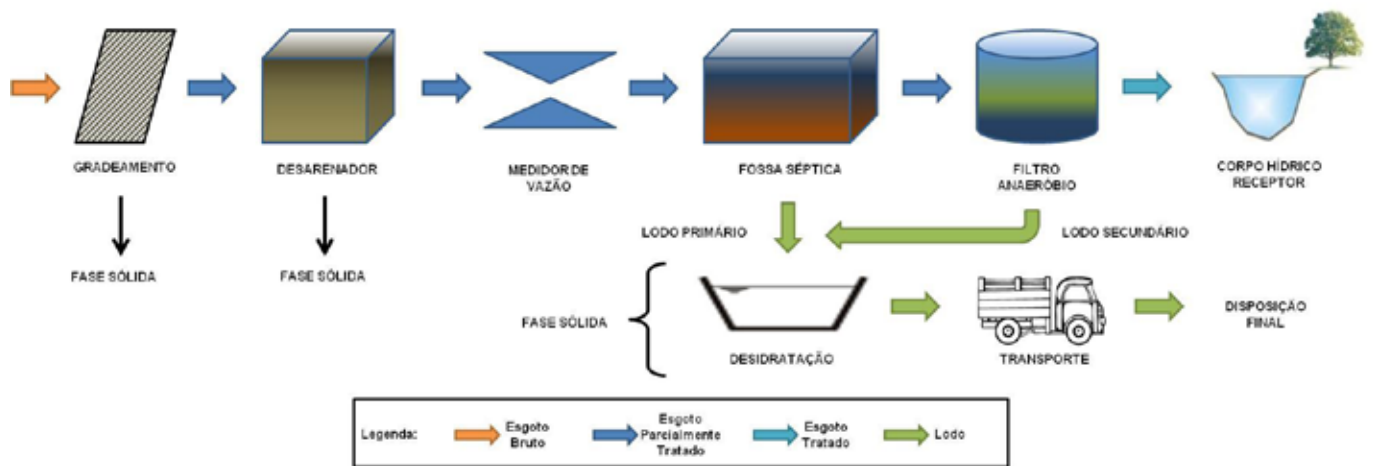 GRADEAMENTO
DESARENADOR
MEDIDOR DE
VAZÃO
FOSSA SÉPTICA
FILTRO
ANAERÓBIO
CORPO HÍDRICO
RECEPTOR
LODO PRIMÁRIO
LODO SECUNDÁRIO
FASE SÓLIDA
FASE SÓLIDA
FASE SÓLIDA
DESIDRATAÇÃO
TRANSPORTE
DISPOSIÇÃO
FINAL
Legenda:
Esgoto
Bruto
Esgoto
Parcialmente
Tratado
Esgoto
Tratado
Lodo